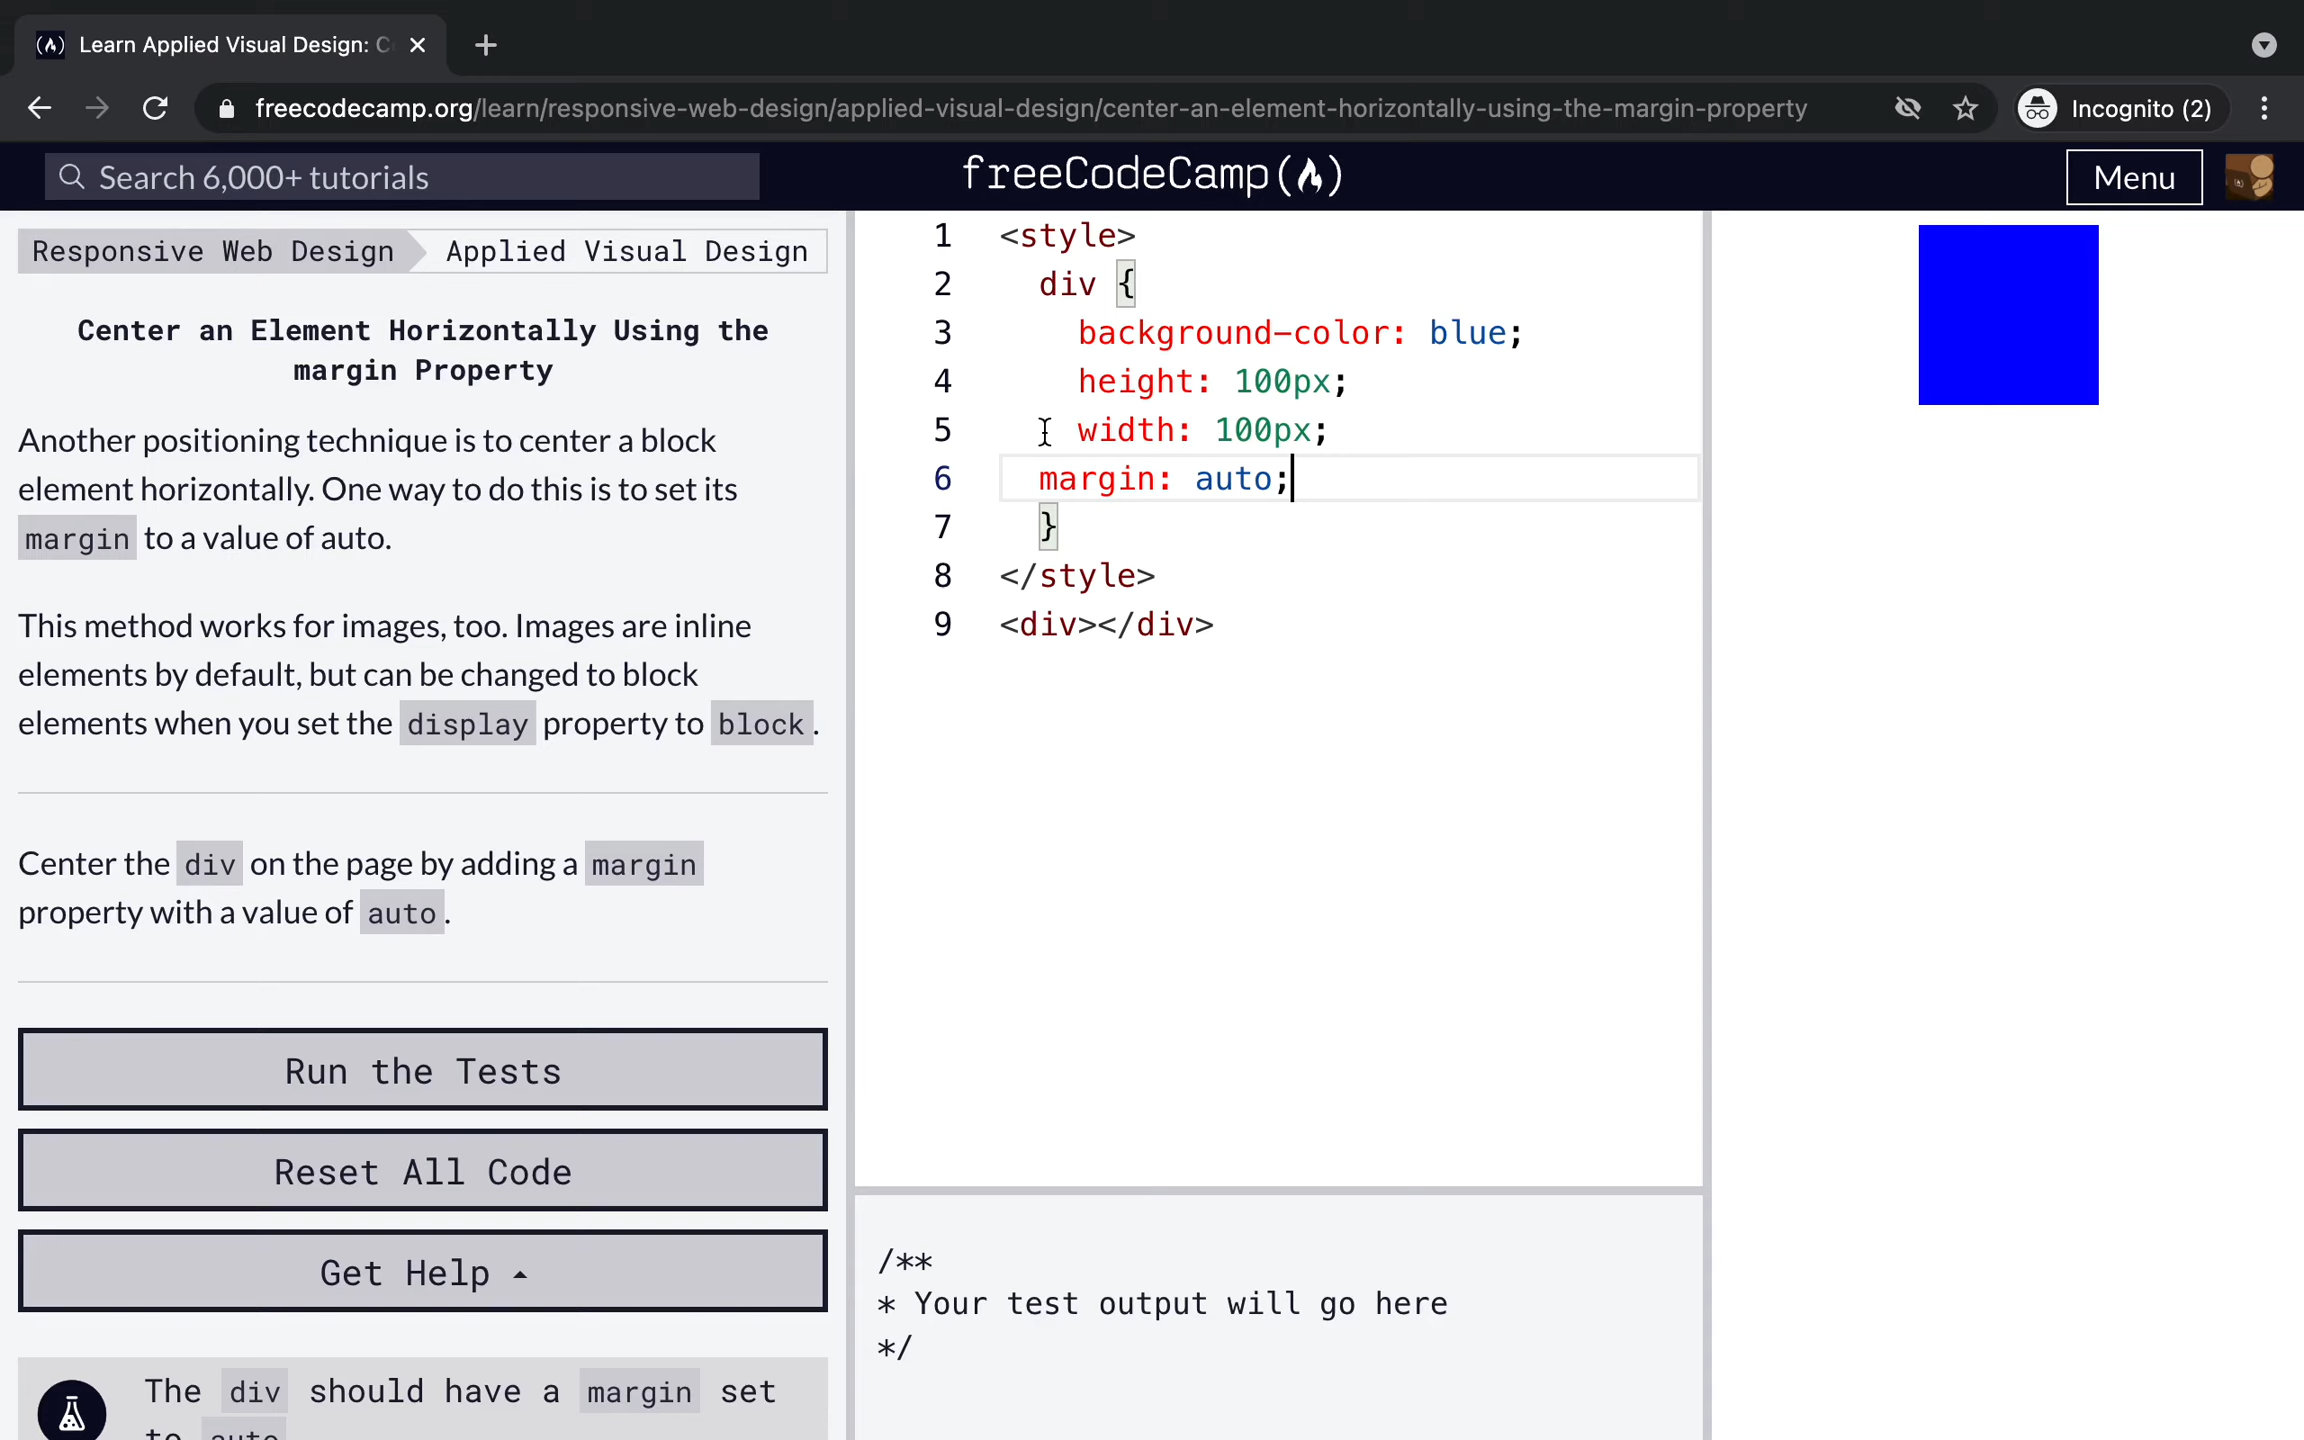 Learn Applied Visual Design: C
freecodecamp.org/learn/responsive-web-design/applied-visual-design/center-an-element-horizontally-using-the-margin-property
Incognito (2)
Search 6,000+ tutorials
freeCodeCamp(
)
Menu
Responsive Web Design
Applied Visual Design
Center an Element Horizontally Using the
margin Property
Another positioning technique is to center a block
element horizontally. One way to do this is to set its
margin to a value of auto.
This method works for images, too. Images are inline
elements by default, but can be changed to block
elements when you set the display property to block.
Center the div on the page by adding a margin
property with a value of auto.
Run the Tests
Reset All Code
Get Help
The div should have a margin set
to auto
1 <style>
2 div {
3 background-color: blue;
4 height: 100px;
5 width: 100px;
6 margin: auto;
7 }
8 </style>
9 <div></div>
/**
* Your test output will go here
*/